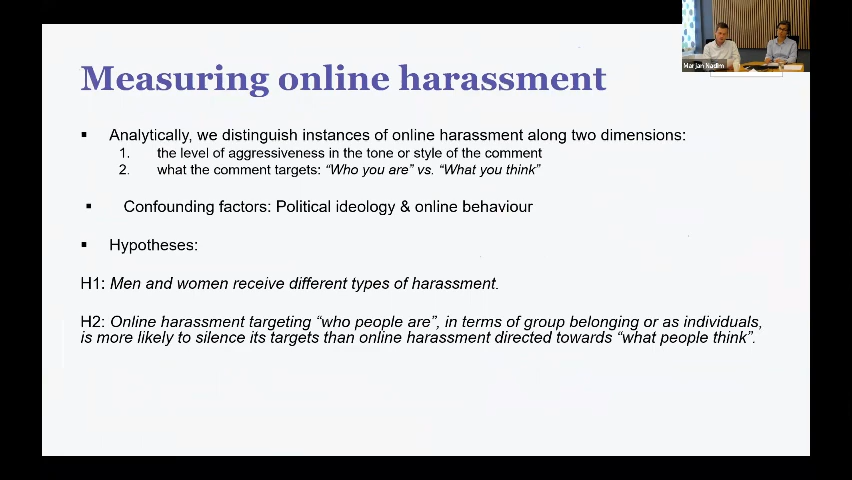 Marjan Nadim
Measuring online harassment
▪ Analytically, we distinguish instances of online harassment along two dimensions:
1. the level of aggressiveness in the tone or style of the comment
2. what the comment targets: “Who you are” vs. “What you think”
▪ Confounding factors: Political ideology & online behaviour
▪ Hypotheses:
H1: Men and women receive different types of harassment.
H2: Online harassment targeting “who people are”, in terms of group belonging or as individuals,
is more likely to silence its targets than online harassment directed towards “what people think”.